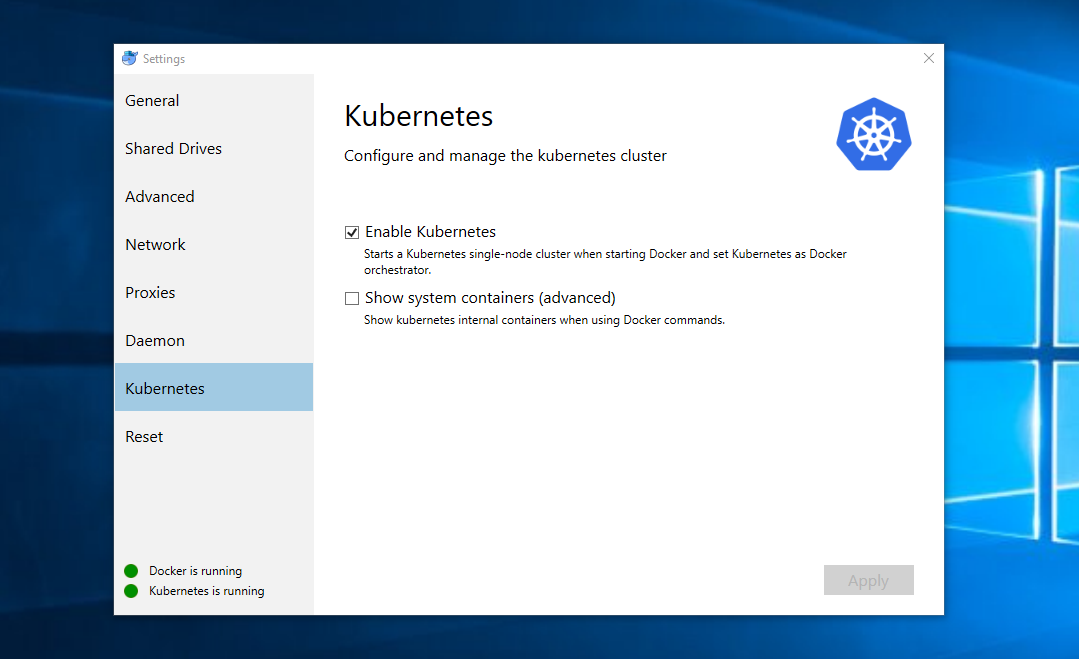 Settings
General
Shared Drives
Advanced
Network
Proxies
Daemon
Kubernetes
Reset
Docker is running
Kubernetes is running
Kubernetes
Configure and manage the kubernetes cluster
Enable Kubernetes
Starts a Kubernetes single-node cluster when starting Docker and set Kubernetes as Docker
orchestrator.
Show system containers (advanced)
Show kubernetes internal containers when using Docker commands.
Apply